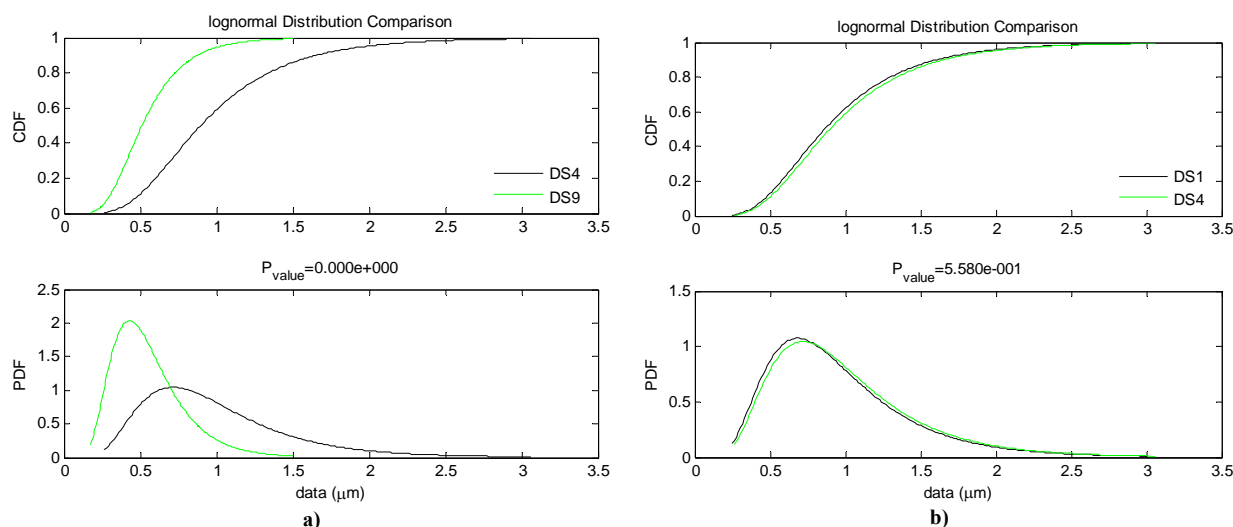 lognormal Distribution Comparison
1
0.8
0.6
0.4
0.2
0
CDF
DS4
DS9
0 0.5 1 1.5 2 2.5 3 3.5
P_value=0.000e+000
2.5
2
1.5
1
0.5
0
PDF
0 0.5 1 1.5 2 2.5 3 3.5
data (μm)
a)
lognormal Distribution Comparison
1
0.8
0.6
0.4
0.2
0
CDF
DS1
DS4
0 0.5 1 1.5 2 2.5 3 3.5
P_value=5.580e-001
1.5
1
0.5
0
PDF
0 0.5 1 1.5 2 2.5 3 3.5
data (μm)
b)